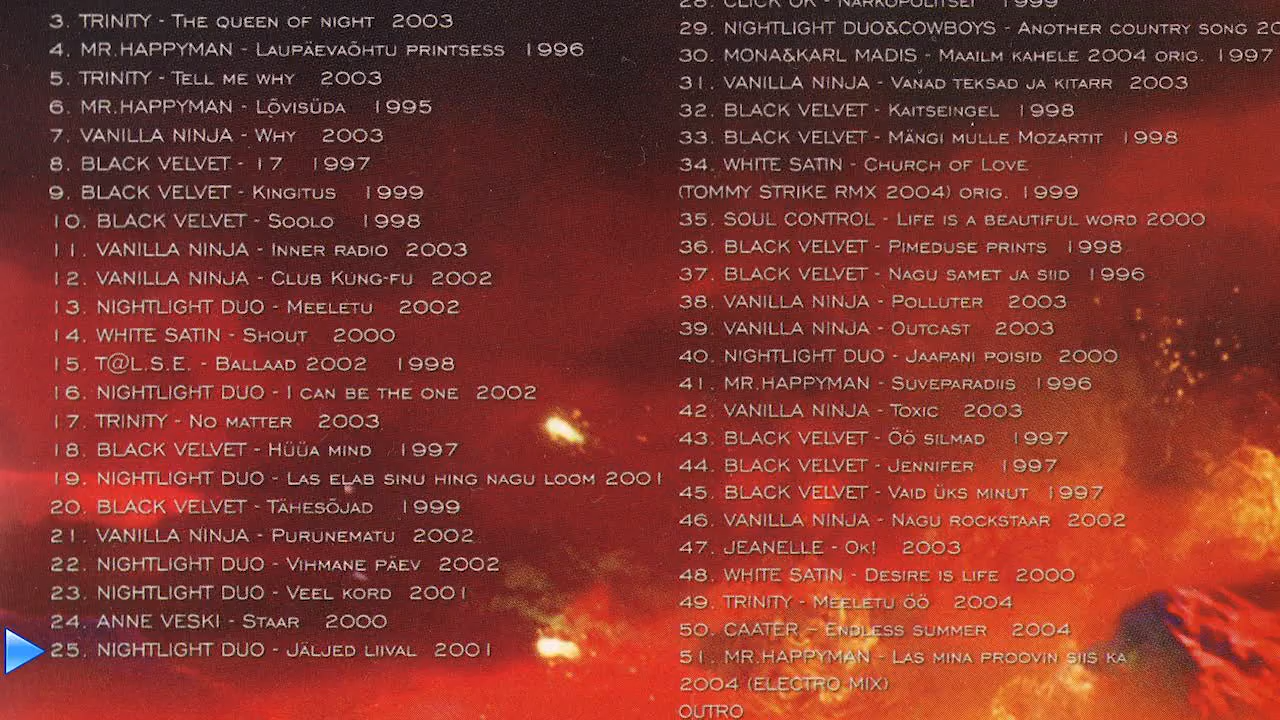 3. TRINITY - THE QUEEN OF NIGHT 2003
4. MR.HAPPYMAN - LAUPÄEVAÕHTU PRINTSESS 1996
5. TRINITY - TELL ME WHY 2003
6. MR.HAPPYMAN - LÕVISÜDA 1995
7. VANILLA NINJA - WHY 2003
8. BLACK VELVET - 17 1997
9. BLACK VELVET - KINGITUS 1999
10. BLACK VELVET - SOOLO 1998
11. VANILLA NINJA - INNER RADIO 2003
12. VANILLA NINJA - CLUB KUNG-FU 2002
13. NIGHTLIGHT DUO - MEELETU 2002
14. WHITE SATIN - SHOUT 2000
15. T@L.S.E. - BALLAAD 2002 1998
16. NIGHTLIGHT DUO - I CAN BE THE ONE 2002
17. TRINITY - NO MATTER 2003
18. BLACK VELVET - HÜÜA MIND 1997
19. NIGHTLIGHT DUO - LAS ELAB SINU HING NAGU LOOM 2001
20. BLACK VELVET - TÄHESÕJAD 1999
21. VANILLA NINJA - PURUNEMATU 2002
22. NIGHTLIGHT DUO - VIHMANE PÄEV 2002
23. NIGHTLIGHT DUO - VEEL KORD 2001
24. ANNE VESKI - STAAR 2000
25. NIGHTLIGHT DUO - JÄLJED LIIVAL 2001
28. CLICK OK - NARKOPOLITSEI 1999
29. NIGHTLIGHT DUO&COWBOYS - ANOTHER COUNTRY SONG
30. MONA&KARL MADIS - MAAILM KAHELE 2004 ORIG. 1997
31. VANILLA NINJA - VANAD TEKSAD JA KITARR 2003
32. BLACK VELVET - KAITSEINGEL 1998
33. BLACK VELVET - MÄNGI MULLE MOZARTIT 1998
34. WHITE SATIN - CHURCH OF LOVE
(TOMMY STRIKE RMX 2004) ORIG. 1999
35. SOUL CONTROL - LIFE IS A BEAUTIFUL WORD 2000
36. BLACK VELVET - PIMEDUSE PRINTS 1998
37. BLACK VELVET - NAGU SAMET JA SIID 1996
38. VANILLA NINJA - POLLUTER 2003
39. VANILLA NINJA - OUTCAST 2003
40. NIGHTLIGHT DUO - JAAPANI POISID 2000
41. MR.HAPPYMAN - SUVEPARADIIS 1996
42. VANILLA NINJA - TOXIC 2003
43. BLACK VELVET - ÖÖ SILMAD 1997
44. BLACK VELVET - JENNIFER 1997
45. BLACK VELVET - VAID ÜKS MINUT 1997
46. VANILLA NINJA - NAGU ROCKSTAAR 2002
47. JEANELLE - OK! 2003
48. WHITE SATIN - DESIRE IS LIFE 2000
49. TRINITY - MEELETU ÖÖ 2004
50. CAATER – ENDLESS SUMMER 2004
51. MR.HAPPYMAN - LAS MINA PROOVIN SIIS KA
2004 (ELECTRO MIX)
OUTRO